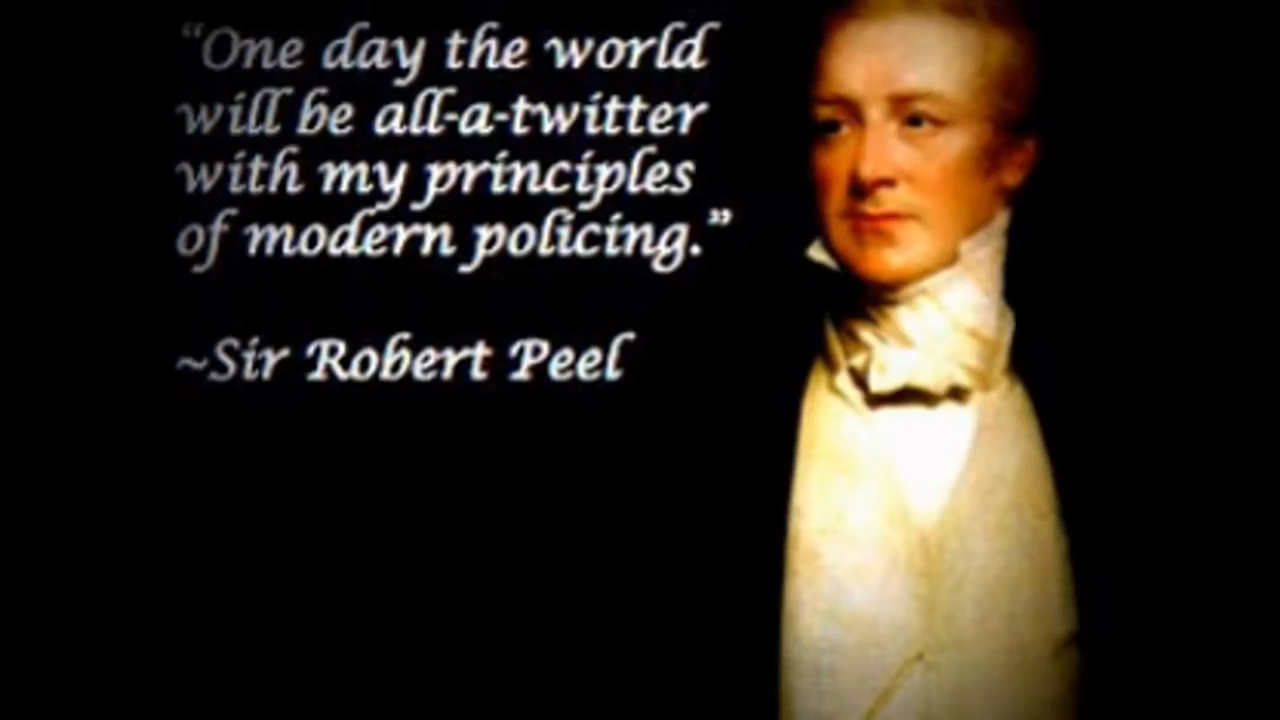 “One day the world
will be all-a-twitter
with my principles
of modern policing.”
~Sir Robert Peel